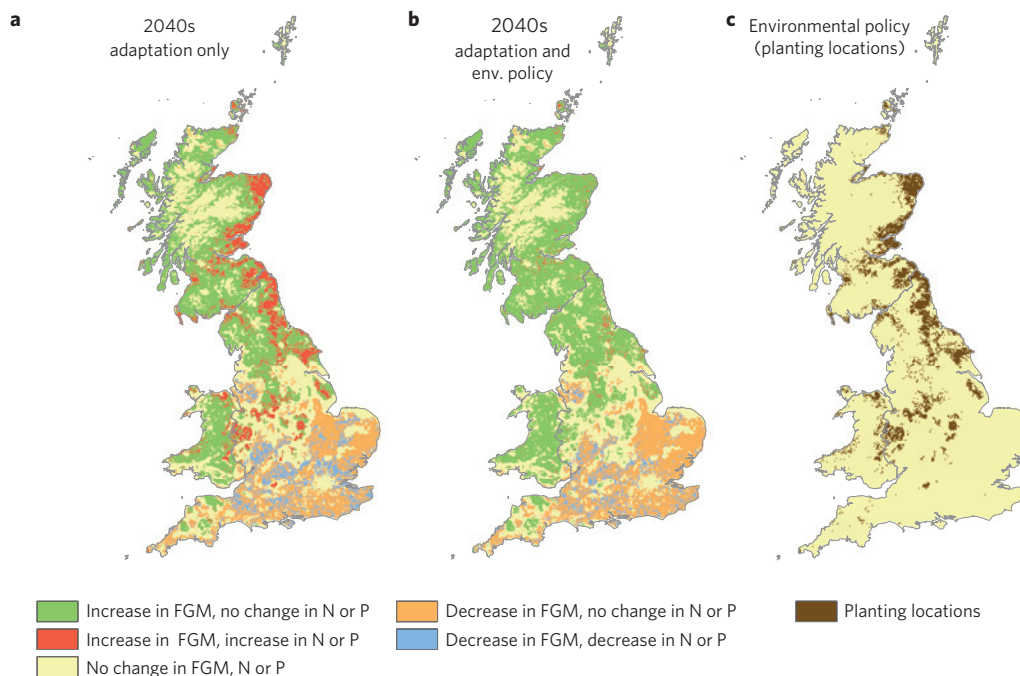 a
2040s
adaptation only
b
2040s
adaptation and
env. policy
c
Environmental policy
(planting locations)
Increase in FGM, no change in N or P
Increase in FGM, increase in N or P
No change in FGM, N or P
Decrease in FGM, no change in N or P
Decrease in FGM, decrease in N or P
Planting locations